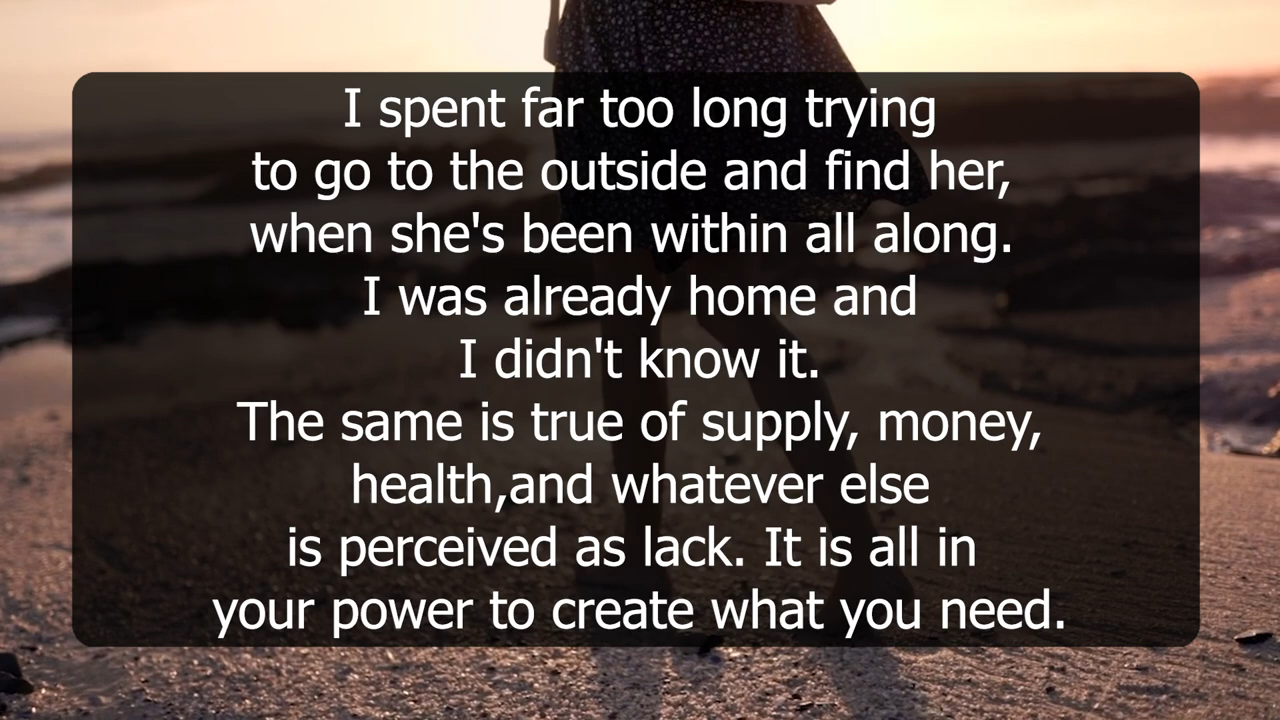 I spent far too long trying
to go to the outside and find her,
when she's been within all along.
I was already home and
I didn't know it.
The same is true of supply, money,
health,and whatever else
is perceived as lack. It is all in
your power to create what you need.